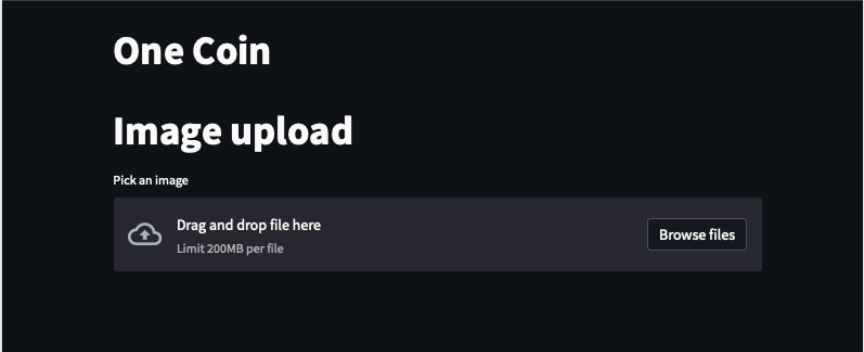 One Coin
Image upload
Pick an image
Drag and drop file here
Limit 200MB per file
Browse files